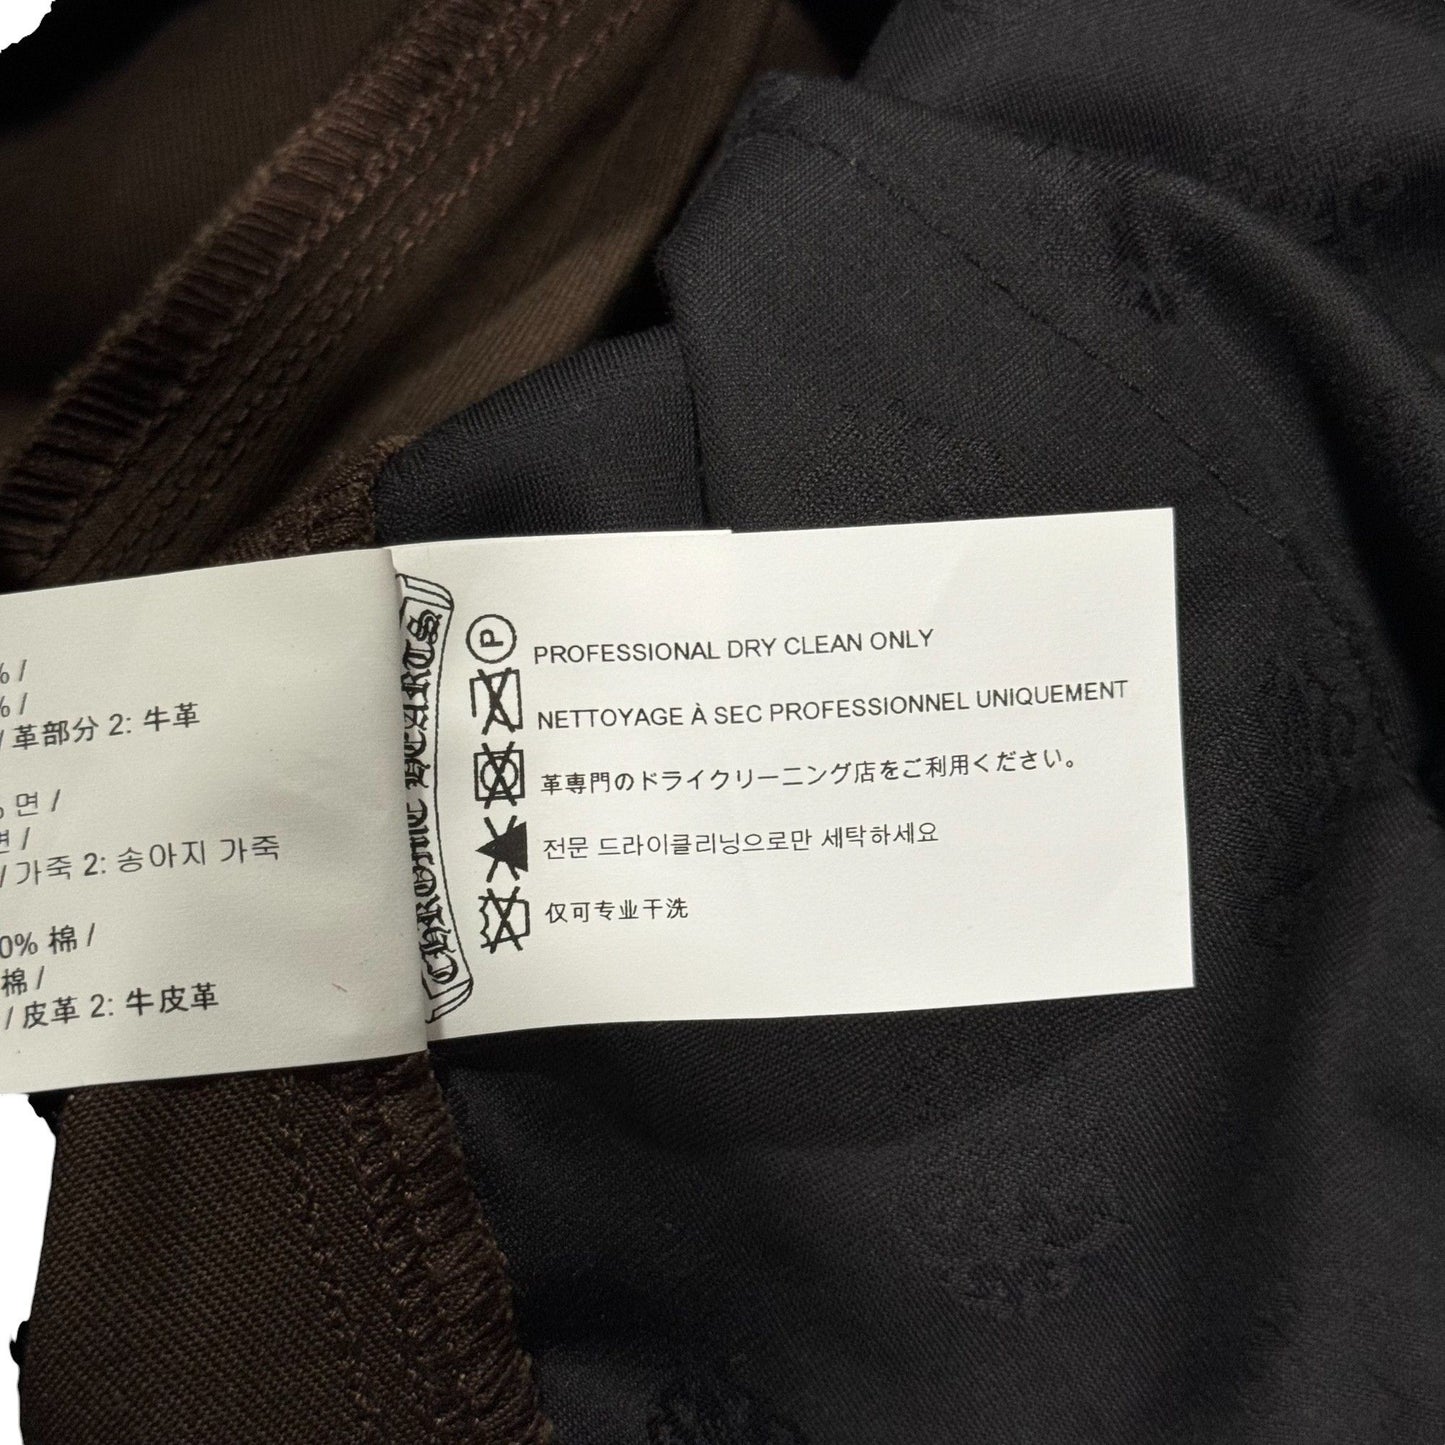 % /
% /
/ 革部分 2: 牛革
% 면 /
면 /
/ 가죽 2: 송아지 가죽
0% 棉 /
棉 /
/ 皮革 2: 牛皮革
CHROME HEARTS
P
PROFESSIONAL DRY CLEAN ONLY
NETTOYAGE À SEC PROFESSIONNEL UNIQUEMENT
革専門のドライクリーニング店をご利用ください。
전문 드라이클리닝으로만 세탁하세요
仅可专业干洗